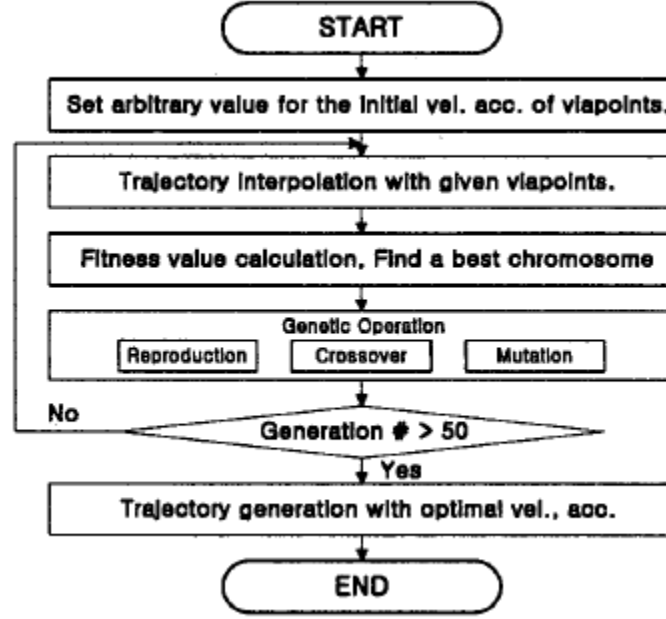 START
Set arbitrary value for the initial vel. acc. of viapoints.
Trajectory interpolation with given viapoints.
Fitness value calculation, Find a best chromosome
Genetic Operation
Reproduction Crossover Mutation
No
Generation # > 50
Yes
Trajectory generation with optimal vel., acc.
END